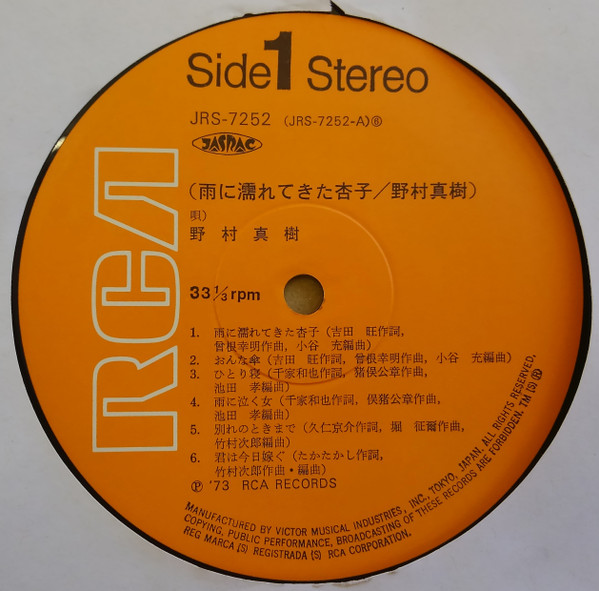 Side 1 Stereo
JRS-7252 (JRS-7252-A)⑥
JASRAC
RCA
(雨に濡れてきた杏子/野村真樹)
唄)
野 村 真 樹
33 1/3 rpm
1. 雨に濡れてきた杏子 (吉田 旺作詞,
曾根幸明作曲, 小谷 充編曲)
2. おんな傘 (吉田 旺作詞, 曾根幸明作曲, 小谷 充編曲)
3. ひとり寝 (千家和也作詞, 猪俣公章作曲,
池田 孝編曲)
4. 雨に泣く女 (千家和也作詞, 俣猪公章作曲,
池田 孝編曲)
5. 別れのときまで (久仁京介作詞, 堀 征爾作曲,
竹村次郎編曲)
6. 君は今日嫁ぐ (たかたかし作詞,
竹村次郎作曲・編曲)
Ⓟ '73 RCA RECORDS
MANUFACTURED BY VICTOR MUSICAL INDUSTRIES, INC., TOKYO, JAPAN. ALL RIGHTS RESERVED,
COPYING, PUBLIC PERFORMANCE, BROADCASTING OF THESE RECORDS ARE FORBIDDEN. TM (S) ®
REG MARCA (S) REGISTRADA (S) RCA CORPORATION.